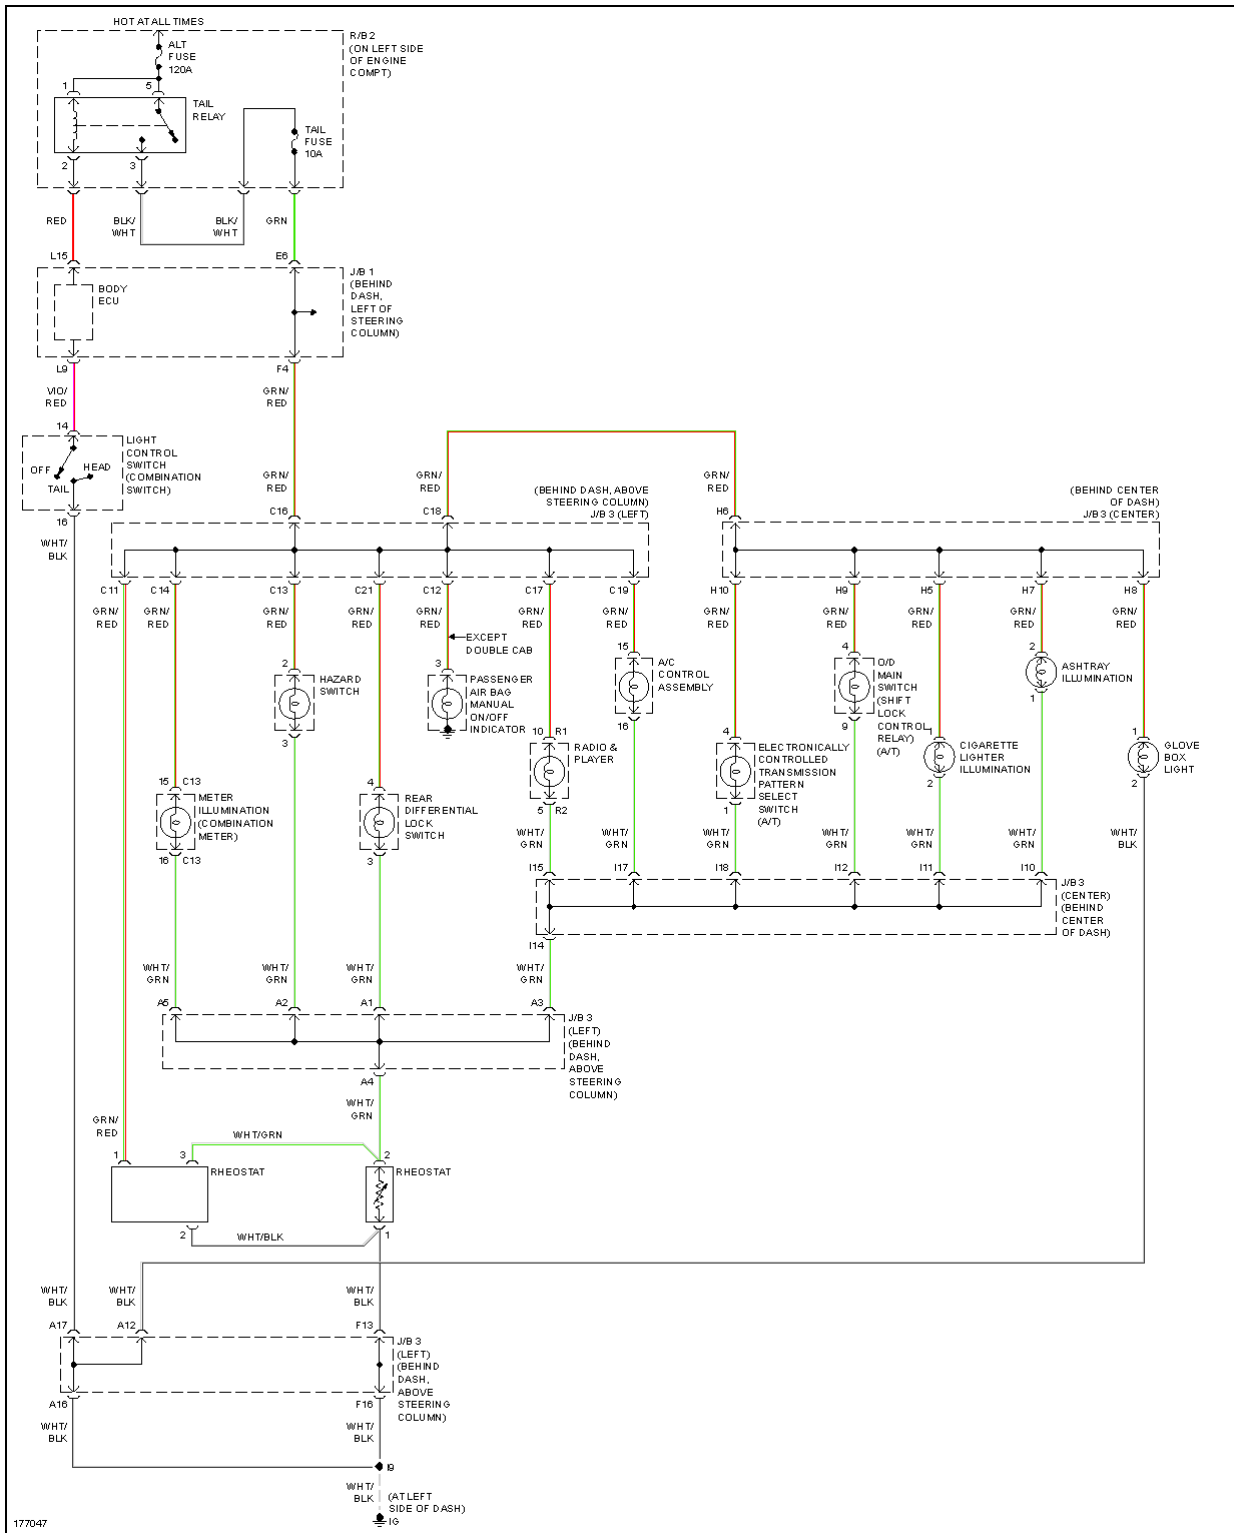 HOT AT ALL TIMES
ALT
FUSE
120A
R/B 2
(ON LEFT SIDE
OF ENGINE
COMPT)
1
5
TAIL
RELAY
TAIL
FUSE
10A
2
3
RED
BLK/
WHT
BLK/
WHT
GRN
L15
E6
BODY
ECU
J/B 1
(BEHIND
DASH,
LEFT OF
STEERING
COLUMN)
L9
F4
VIO/
RED
GRN/
RED
14
LIGHT
CONTROL
SWITCH
(COMBINATION
SWITCH)
OFF
HEAD
TAIL
16
WHT/
BLK
GRN/
RED
GRN/
RED
GRN/
RED
(BEHIND DASH, ABOVE
STEERING COLUMN)
J/B 3 (LEFT)
(BEHIND CENTER
OF DASH)
J/B 3 (CENTER)
C16
C18
H6
C11
C14
C13
C21
C12
C17
C19
H10
H9
H5
H7
H8
GRN/
RED
GRN/
RED
GRN/
RED
GRN/
RED
GRN/
RED
GRN/
RED
GRN/
RED
GRN/
RED
GRN/
RED
GRN/
RED
GRN/
RED
GRN/
RED
EXCEPT
DOUBLE CAB
2
HAZARD
SWITCH
3
3
PASSENGER
AIR BAG
MANUAL
ON/OFF
INDICATOR
15
A/C
CONTROL
ASSEMBLY
16
4
O/D
MAIN
SWITCH
(SHIFT
LOCK
CONTROL
RELAY)
(A/T)
9
2
ASHTRAY
ILLUMINATION
1
10 R1
RADIO &
PLAYER
5 R2
4
ELECTRONICALLY
CONTROLLED
TRANSMISSION
PATTERN
SELECT
SWITCH
(A/T)
1
1
CIGARETTE
LIGHTER
ILLUMINATION
2
1
GLOVE
BOX
LIGHT
2
15 C13
METER
ILLUMINATION
(COMBINATION
METER)
16 C13
4
REAR
DIFFERENTIAL
LOCK
SWITCH
3
WHT/
GRN
WHT/
GRN
WHT/
GRN
WHT/
GRN
WHT/
GRN
WHT/
GRN
WHT/
BLK
I15
I17
I18
I12
I11
I10
J/B 3
(CENTER)
(BEHIND
CENTER
OF DASH)
I14
WHT/
GRN
WHT/
GRN
WHT/
GRN
WHT/
GRN
A5
A2
A1
A3
J/B 3
(LEFT)
(BEHIND
DASH,
ABOVE
STEERING
COLUMN)
A4
WHT/
GRN
GRN/
RED
WHT/GRN
1
3
RHEOSTAT
2
RHEOSTAT
2
WHT/BLK
1
WHT/
BLK
WHT/
BLK
WHT/
BLK
A17
A12
F13
J/B 3
(LEFT)
(BEHIND
DASH,
ABOVE
STEERING
COLUMN)
A16
F16
WHT/
BLK
WHT/
BLK
I9
WHT/
BLK
(AT LEFT
SIDE OF DASH)
IG
177047